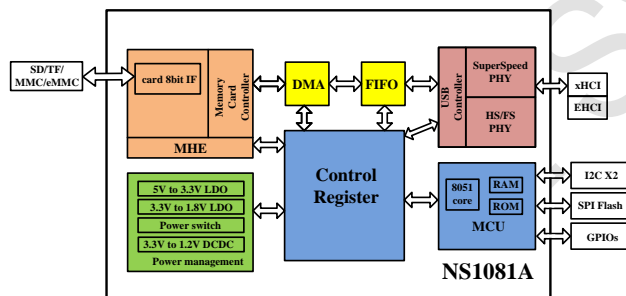 SD/TF/
MMC/eMMC
card 8bit IF
Memory
Card
Controller
MHE
DMA
FIFO
USB
Controller
SuperSpeed
PHY
HS/FS
PHY
xHCI
EHCI
Control
Register
5V to 3.3V LDO
3.3V to 1.8V LDO
Power switch
3.3V to 1.2V DCDC
Power management
8051
core
RAM
ROM
MCU
I2C X2
SPI Flash
GPIOs
NS1081A